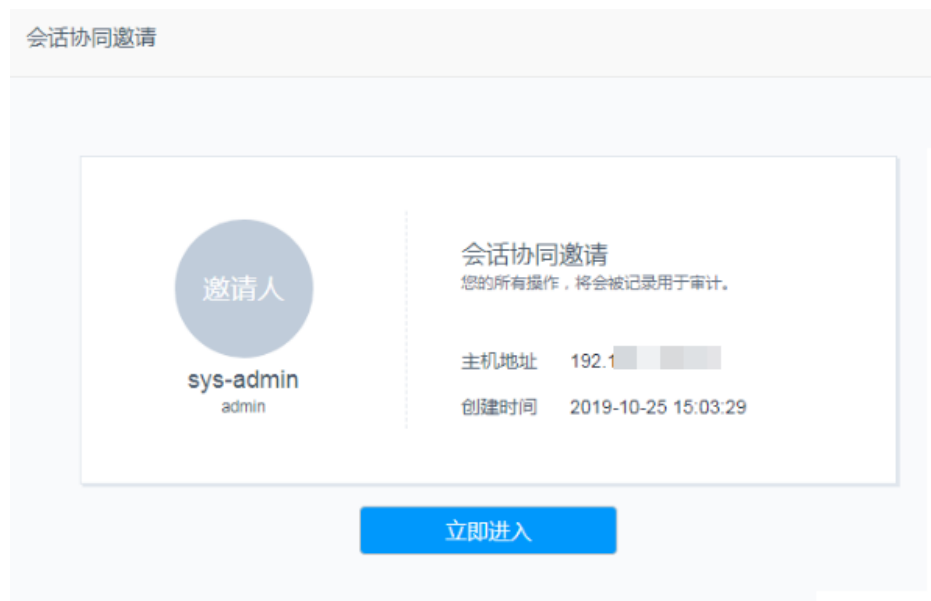 会话协同邀请
邀请人
sys-admin
admin
会话协同邀请
您的所有操作，将会被记录用于审计。
主机地址 192.1
创建时间 2019-10-25 15:03:29
立即进入